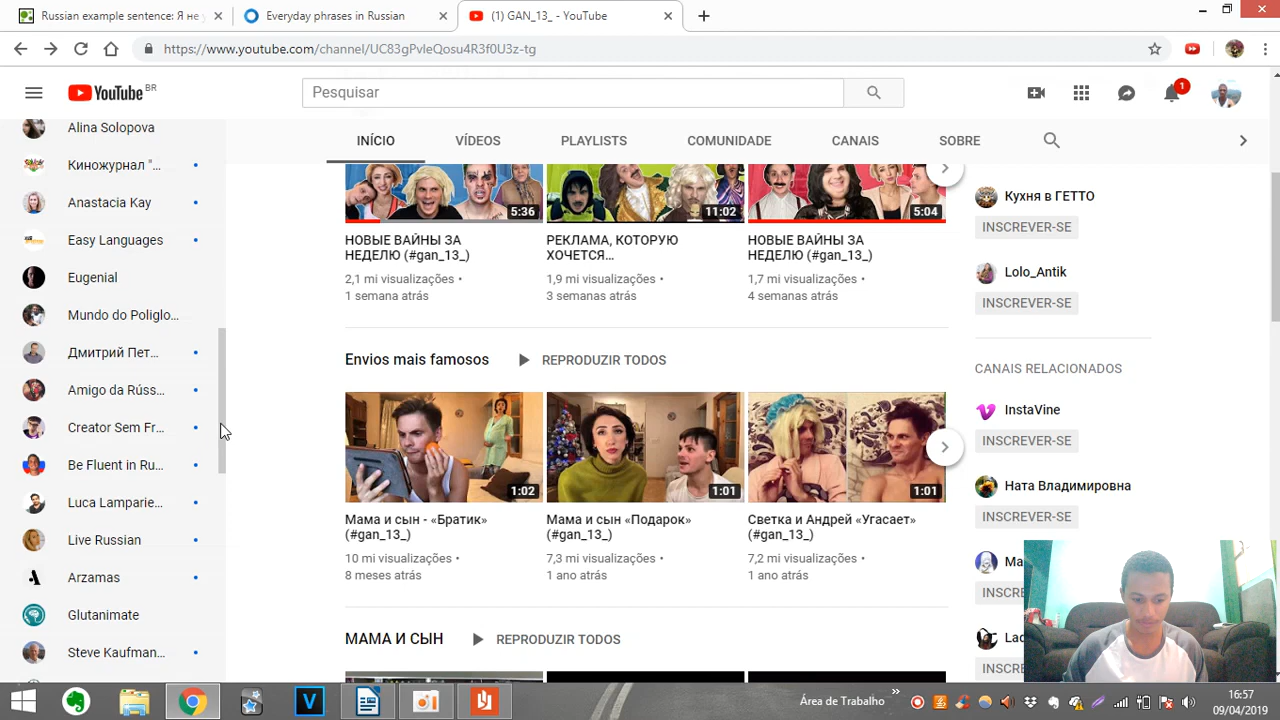 Russian example sentence: Я не у
Everyday phrases in Russian
(1) GAN_13_ - YouTube
https://www.youtube.com/channel/UC83gPvleQosu4R3f0U3z-tg
YouTube BR
Pesquisar
1
INÍCIO
VÍDEOS
PLAYLISTS
COMUNIDADE
CANAIS
SOBRE
Alina Solopova
Киножурнал "...
Anastacia Kay
Easy Languages
Eugenial
Mundo do Poliglo...
Дмитрий Пет...
Amigo da Rúss...
Creator Sem Fr...
Be Fluent in Ru...
Luca Lamparie...
Live Russian
Arzamas
Glutanimate
Steve Kaufman...
5:36
НОВЫЕ ВАЙНЫ ЗА
НЕДЕЛЮ (#gan_13_)
2,1 mi visualizações •
1 semana atrás
11:02
РЕКЛАМА, КОТОРУЮ
ХОЧЕТСЯ...
1,9 mi visualizações •
3 semanas atrás
5:04
НОВЫЕ ВАЙНЫ ЗА
НЕДЕЛЮ (#gan_13_)
1,7 mi visualizações •
4 semanas atrás
Envios mais famosos
REPRODUZIR TODOS
1:02
Мама и сын - «Братик»
(#gan_13_)
10 mi visualizações •
8 meses atrás
1:01
Мама и сын «Подарок»
(#gan_13_)
7,3 mi visualizações •
1 ano atrás
1:01
Светка и Андрей «Угасает»
(#gan_13_)
7,2 mi visualizações •
1 ano atrás
МАМА И СЫН
REPRODUZIR TODOS
Кухня в ГЕТТО
INSCREVER-SE
Lolo_Antik
INSCREVER-SE
CANAIS RELACIONADOS
InstaVine
INSCREVER-SE
Ната Владимировна
INSCREVER-SE
Ma
INSCRE
Lac
INSCRE
Área de Trabalho
16:57
09/04/2019